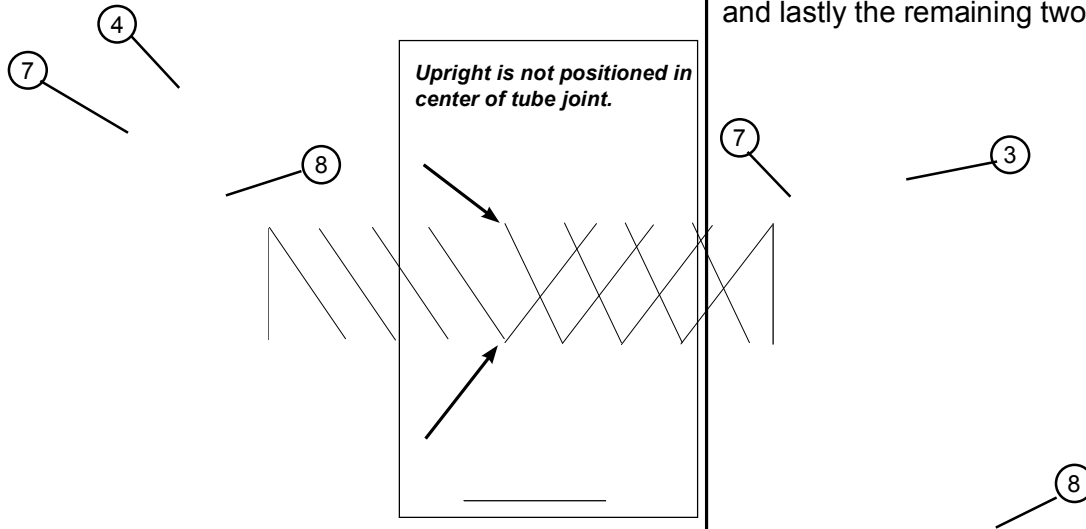 4
7
8
Upright is not positioned in
center of tube joint.
and lastly the remaining two
7
3
8